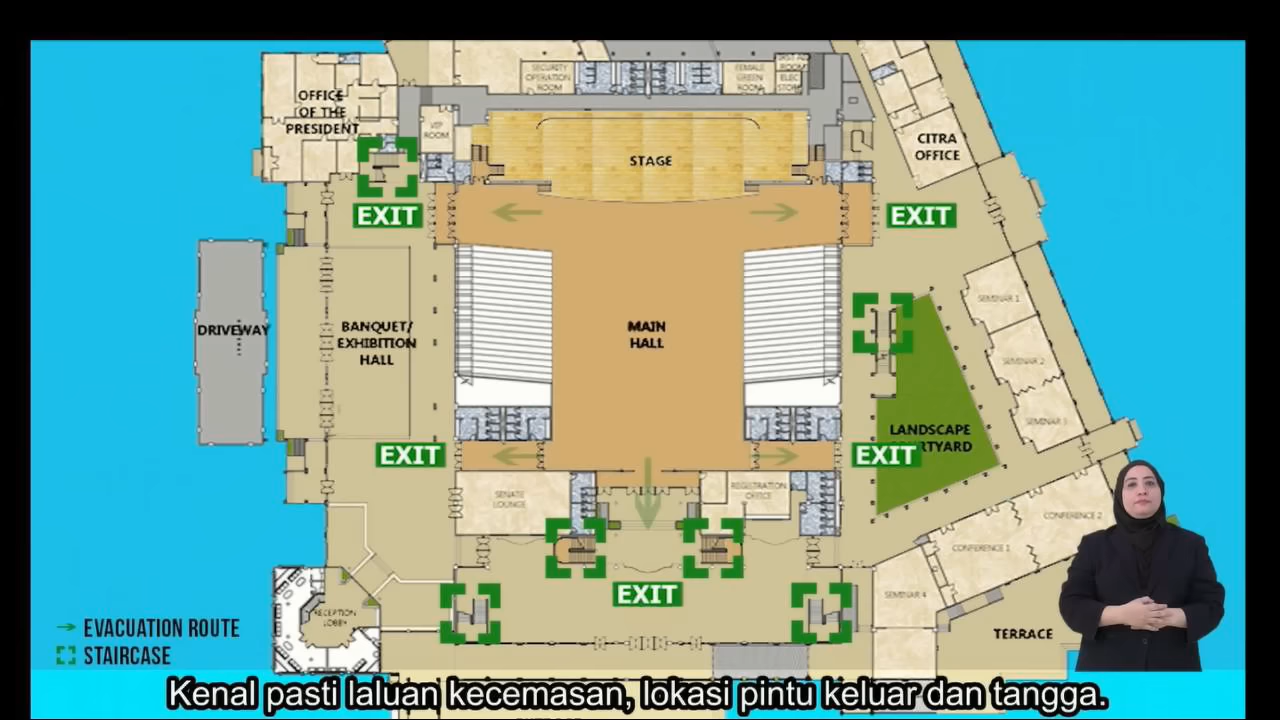 SECURITY
OPERATION
ROOM
FEMALE
GREEN
ROOM
ROOM
ELEC
STOR
OFFICE
OF THE
PRESIDENT
VIP
ROOM
STAGE
CITRA
OFFICE
EXIT
EXIT
SEMINAR 1
DRIVEWAY
BANQUET/
EXHIBITION
HALL
MAIN
HALL
SEMINAR 2
SEMINAR 3
LANDSCAPE
EXIT
EXIT
SENATE
LOUNGE
REGISTRATION
OFFICE
CONFERENCE 2
CONFERENCE 1
EXIT
SEMINAR 4
RECEPTION
LOBBY
TERRACE
EVACUATION ROUTE
STAIRCASE
Kenal pasti laluan kecemasan, lokasi pintu keluar dan tangga.